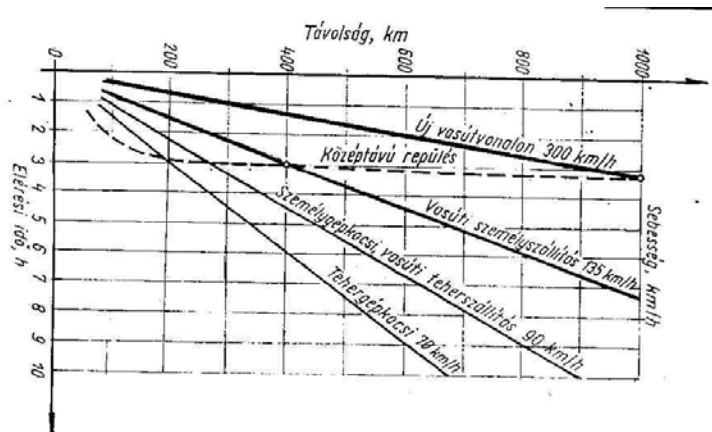 Távolság, km
0
200
400
600
800
1000
1
2
3
4
5
6
7
8
9
10
Elérési idő, h
Új vasútvonalon 300 km/h
Középtávú repülés
Vasúti személyszállítás 135 km/h
Személygépkocsi, vasúti teherszállítás 90 km/h
Tehergépkocsi 70 km/h
Sebesség, km/h